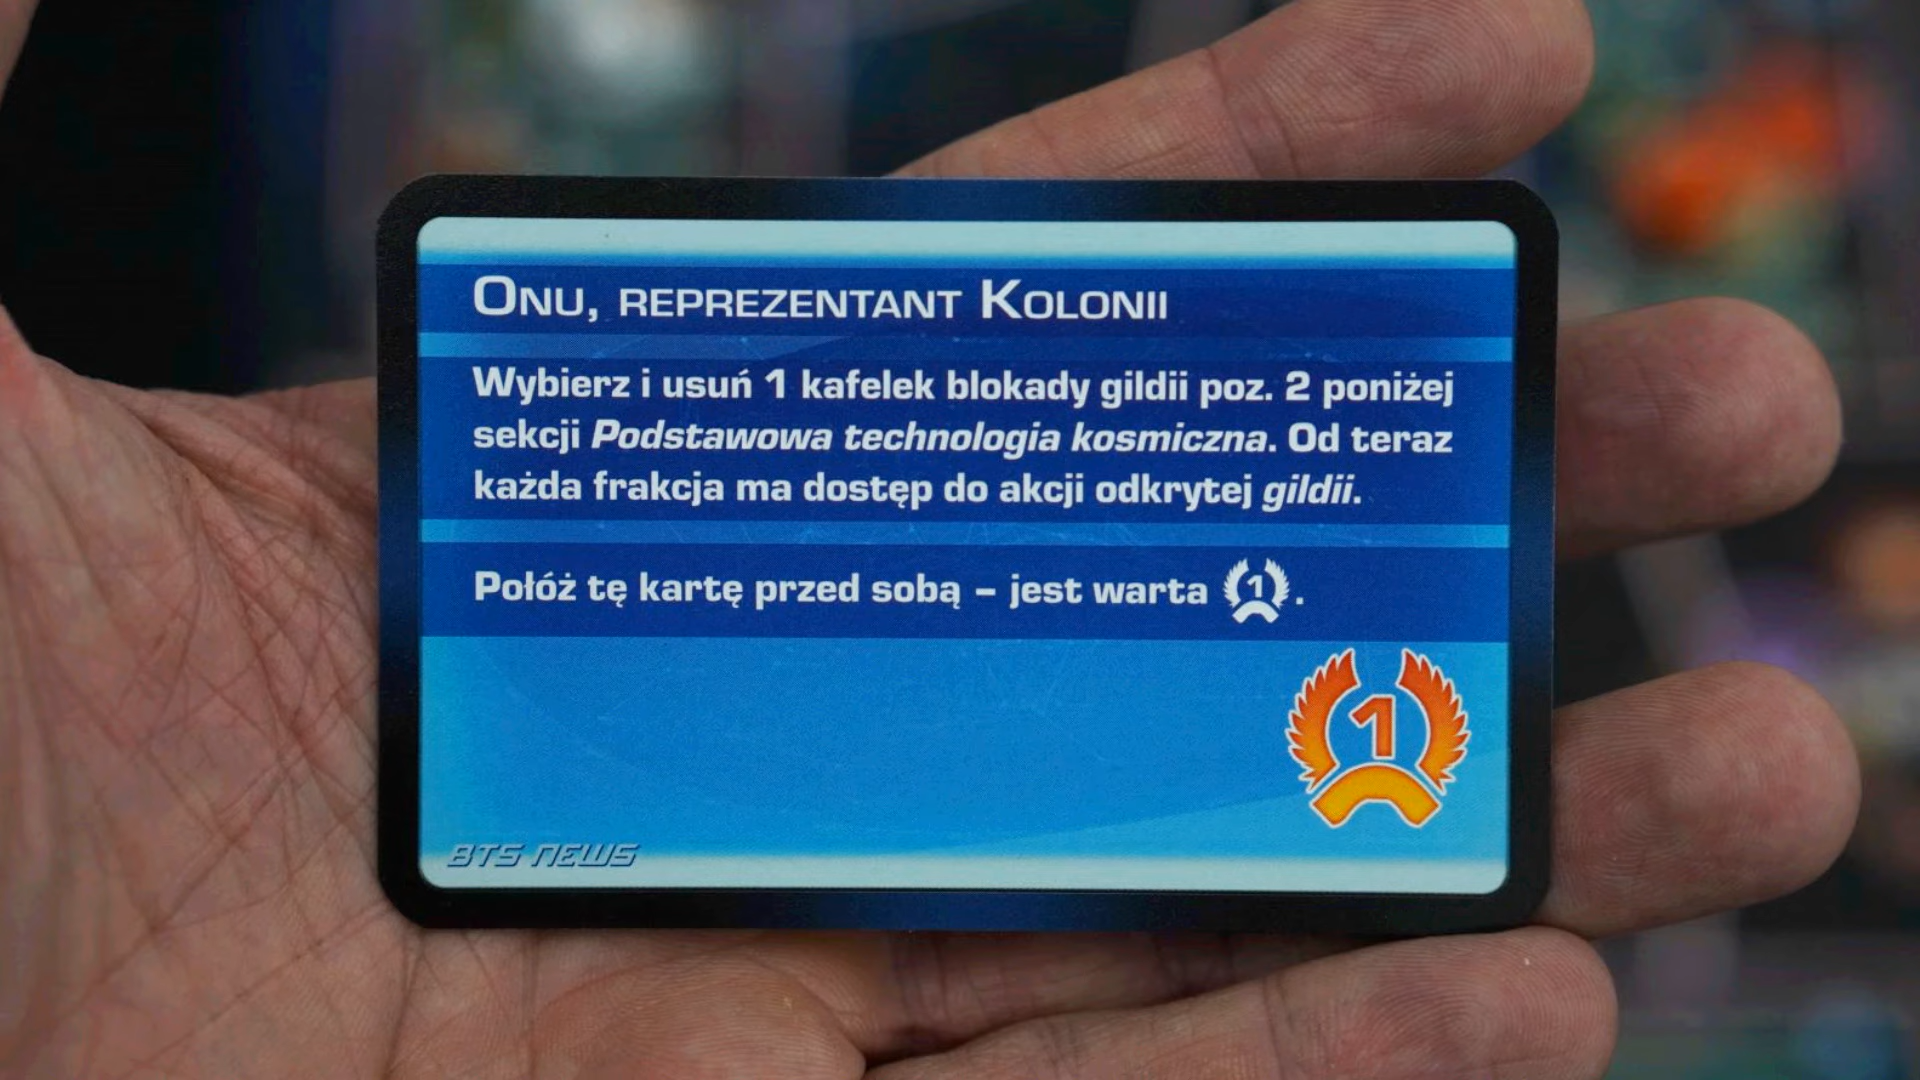 Onu, reprezentant Kolonii
Wybierz i usuń 1 kafelek blokady gildii poz. 2 poniżej
sekcji Podstawowa technologia kosmiczna. Od teraz
każda frakcja ma dostęp do akcji odkrytej gildii.
Połóż tę kartę przed sobą – jest warta 1.
1
BTS NEWS